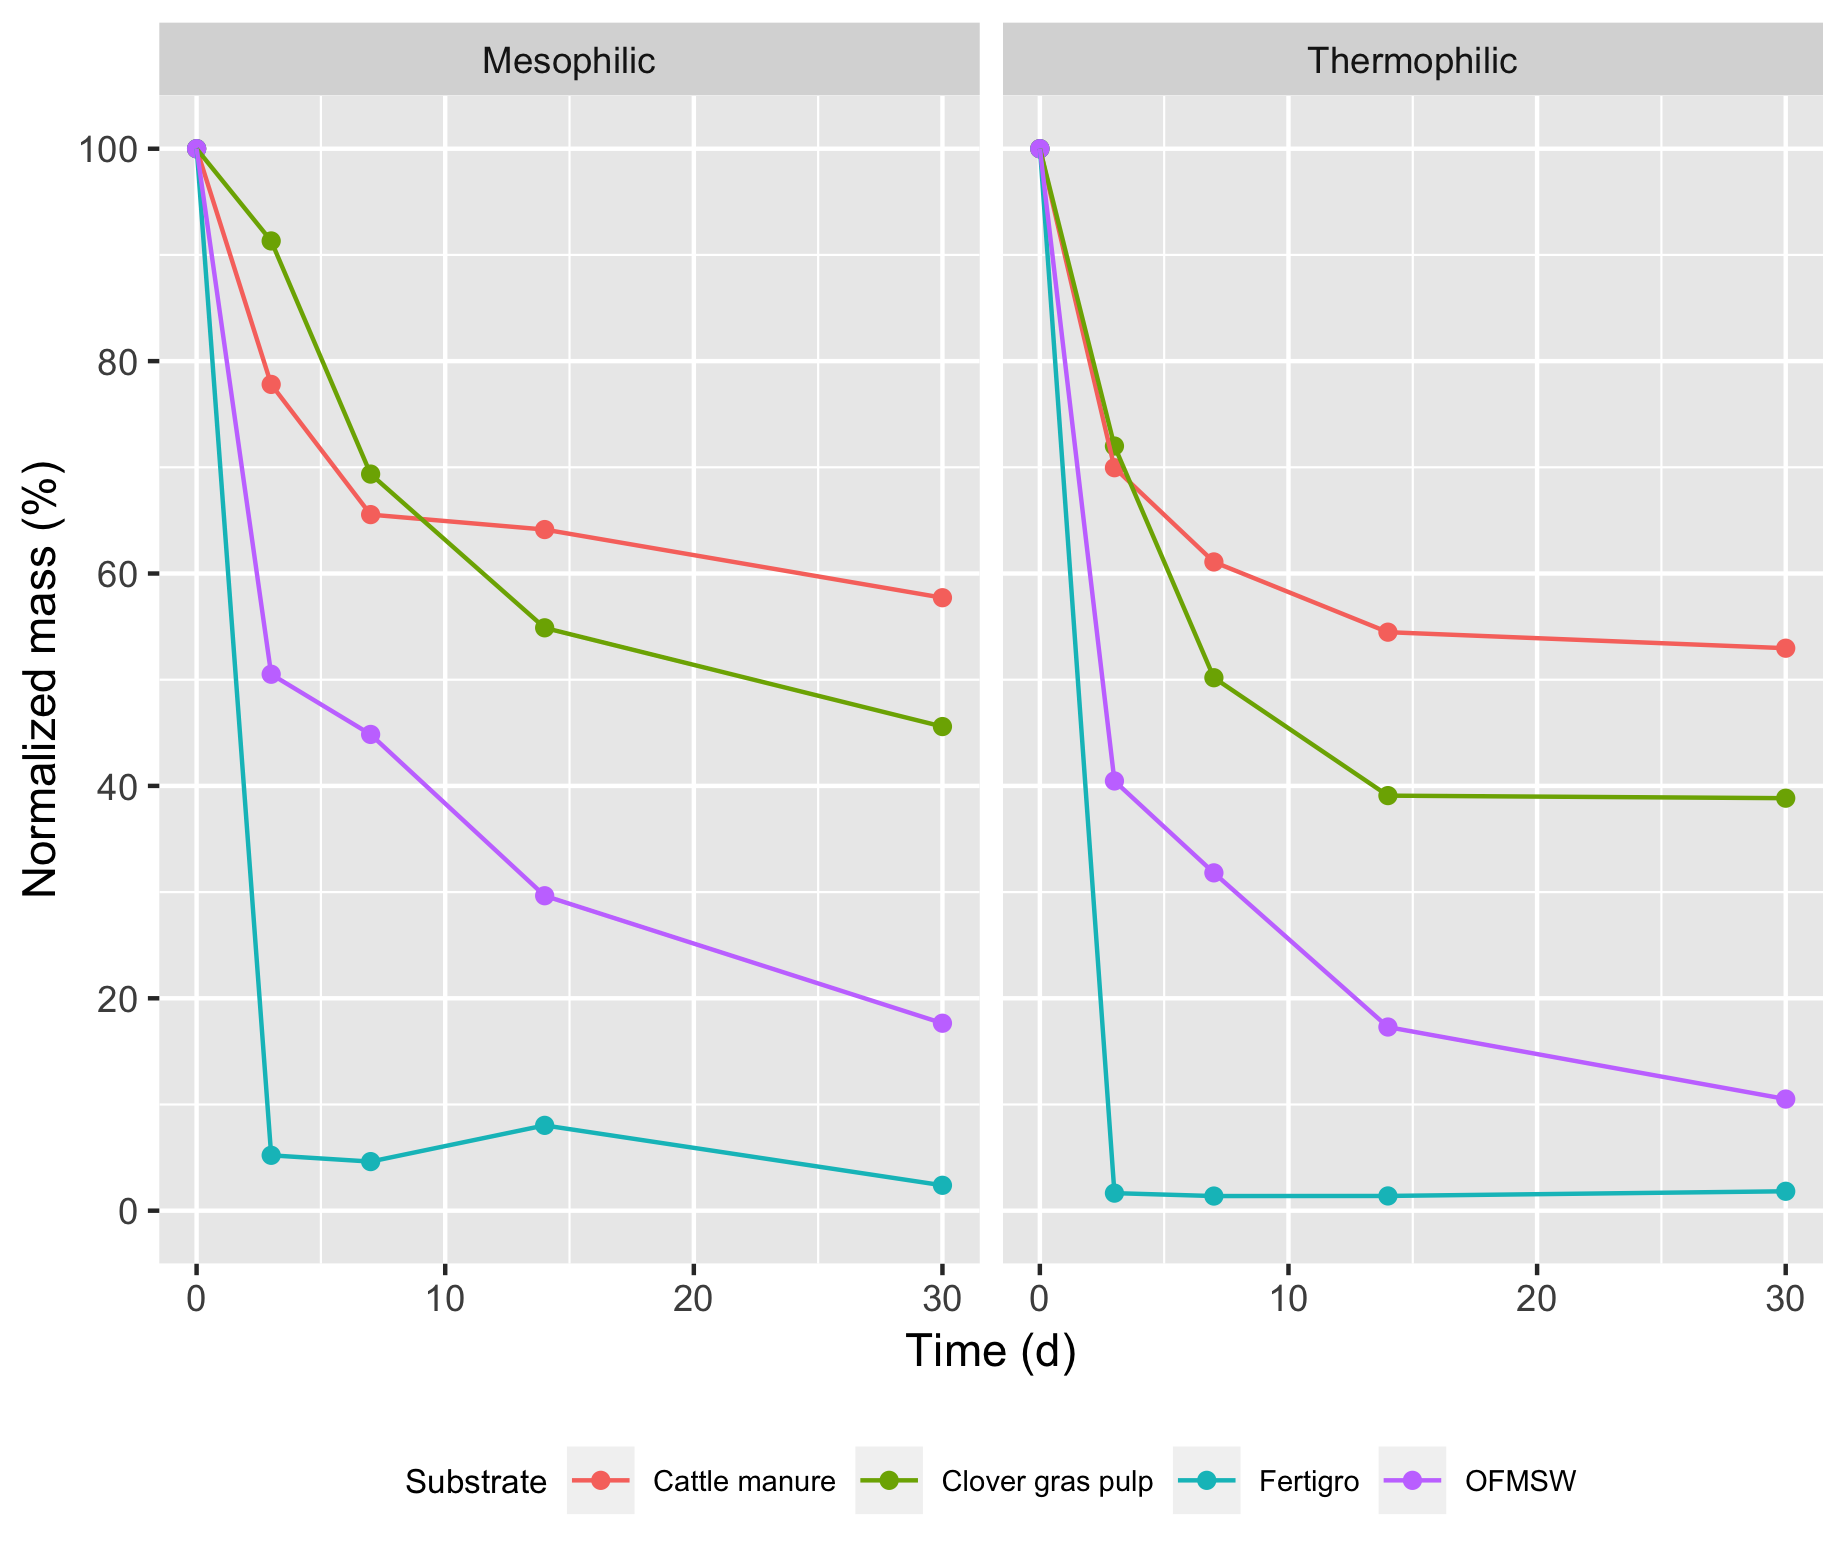 Mesophilic
Thermophilic
100
80
60
40
20
0
Normalized mass (%)
0 10 20 30
0 10 20 30
Time (d)
Substrate Cattle manure Clover gras pulp Fertigro OFMSW